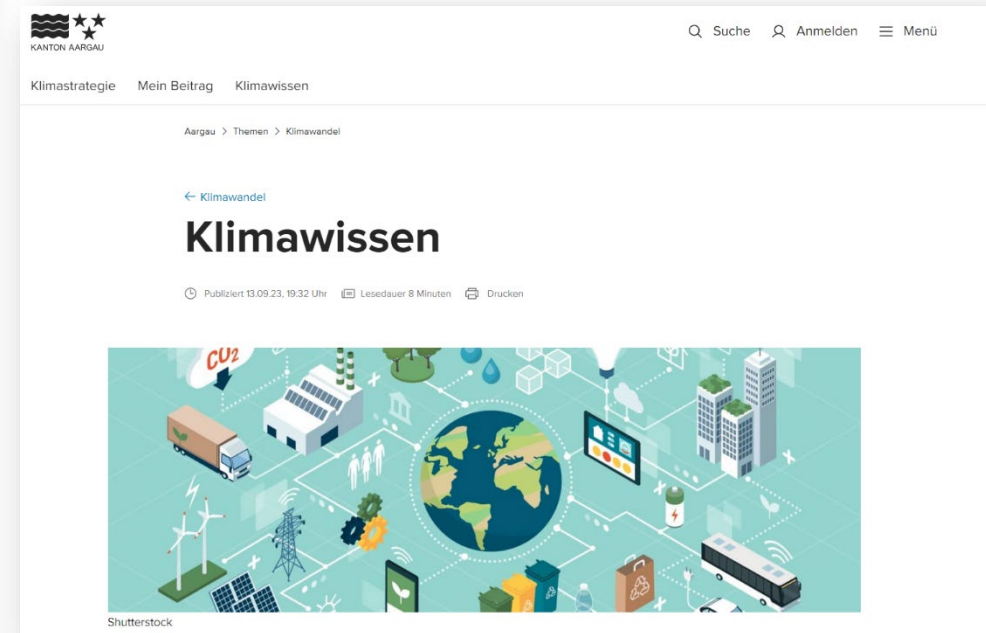 KANTON AARGAU
Suche Anmelden Menü
Klimastrategie Mein Beitrag Klimawissen
Aargau > Themen > Klimawandel
← Klimawandel
Klimawissen
Publiziert 13.09.23, 19:32 Uhr Lesedauer 8 Minuten Drucken
CO2
Shutterstock